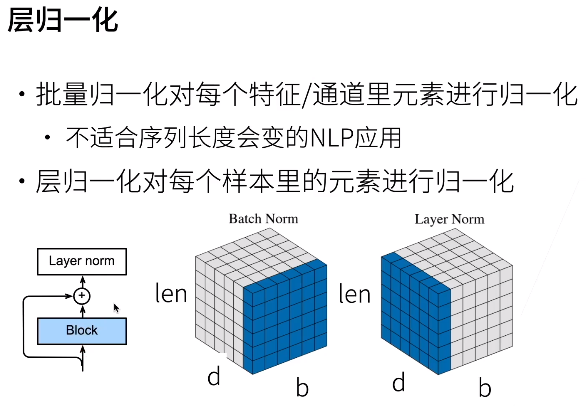 层归一化
• 批量归一化对每个特征/通道里元素进行归一化
• 不适合序列长度会变的NLP应用
• 层归一化对每个样本里的元素进行归一化
Batch Norm
Layer Norm
Layer norm
+
Block
len
d
b
len
d
b